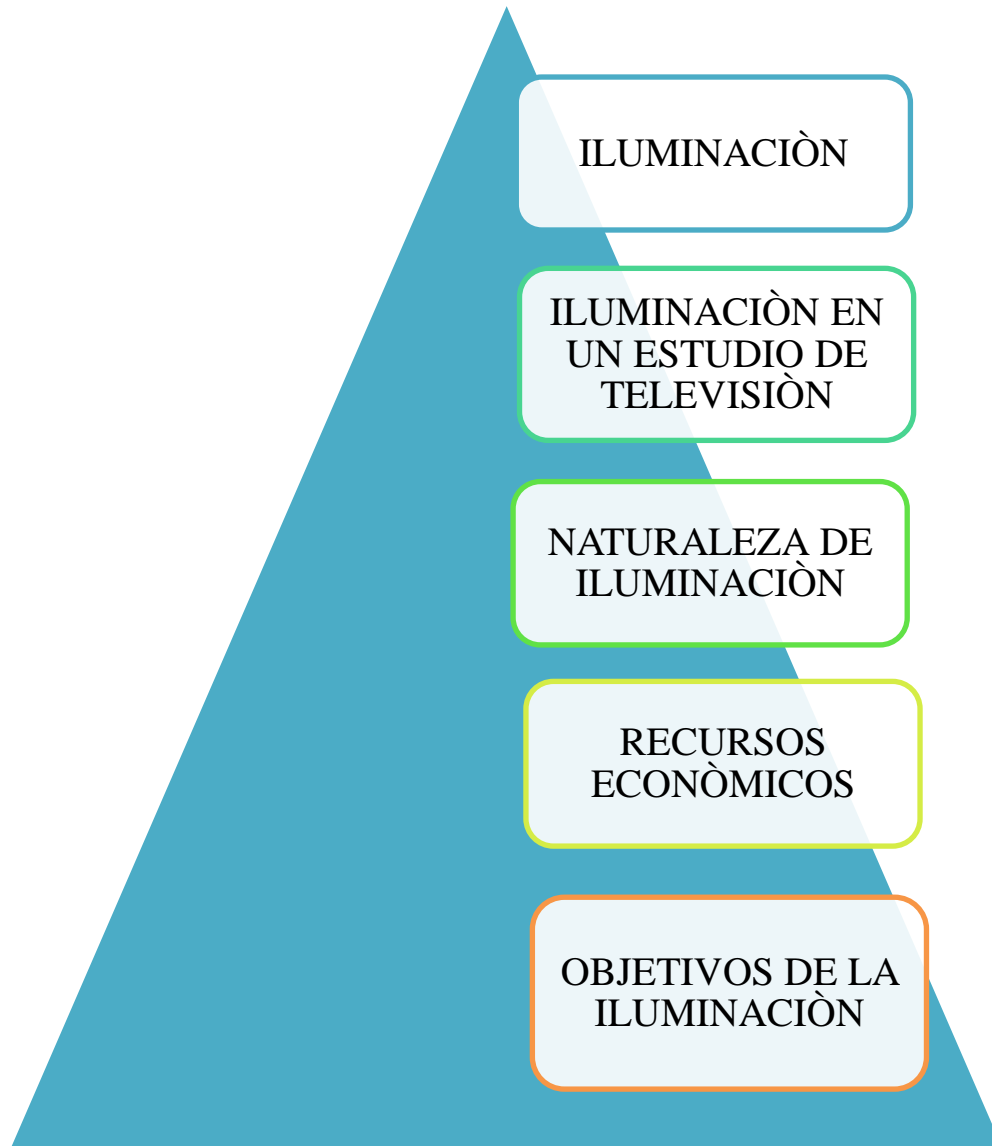 ILUMINACIÒN
ILUMINACIÒN EN
UN ESTUDIO DE
TELEVISIÒN
NATURALEZA DE
ILUMINACIÒN
RECURSOS
ECONÒMICOS
OBJETIVOS DE LA
ILUMINACIÒN